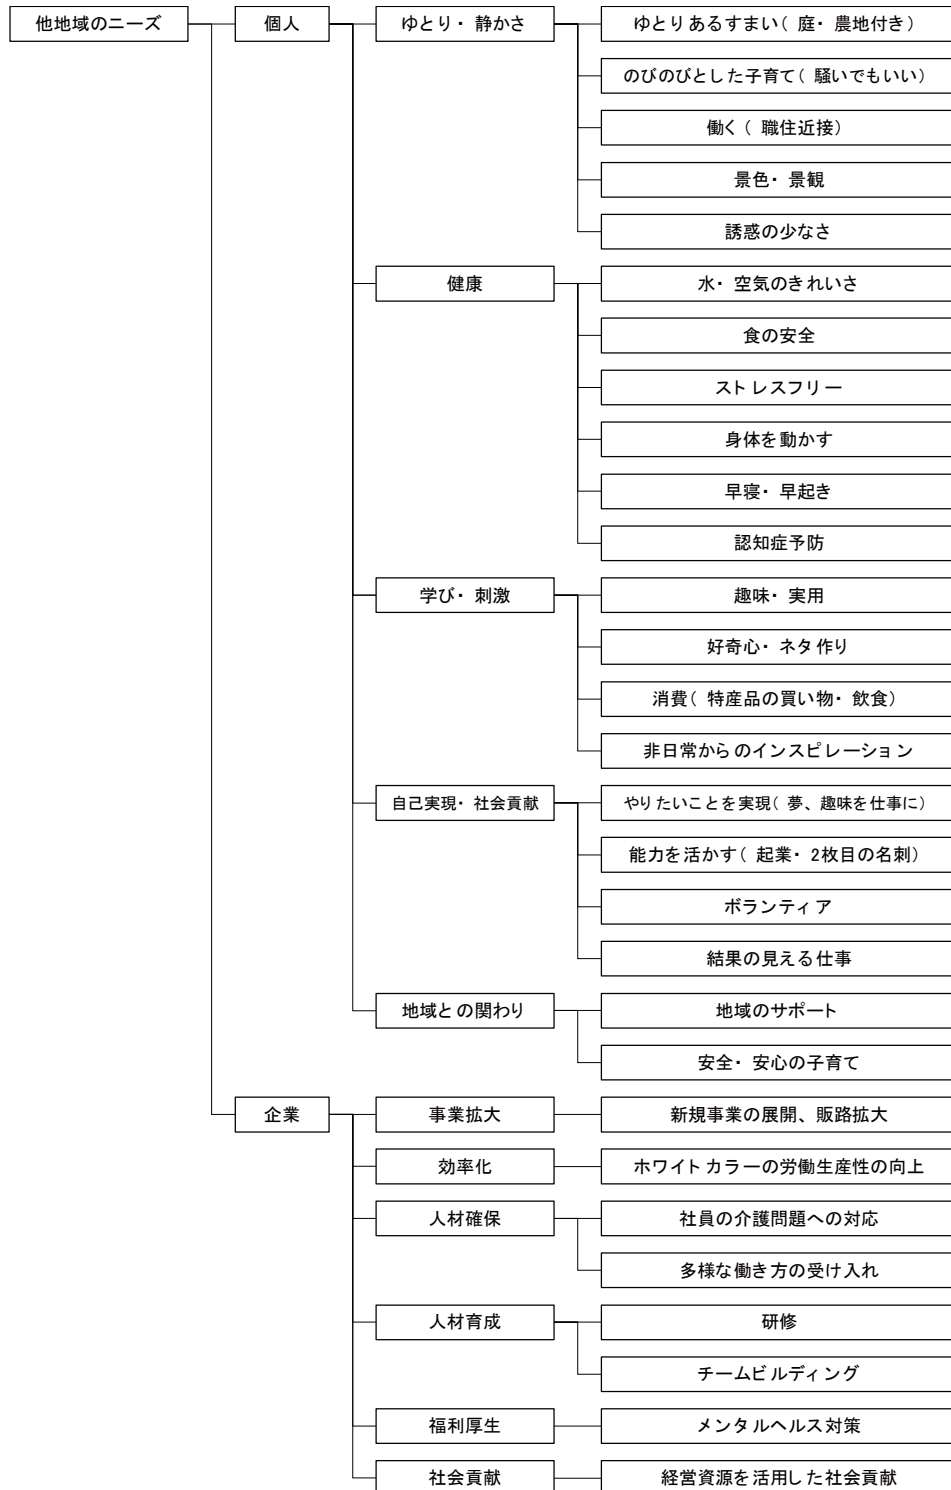 他地域のニーズ
個人
ゆとり・静かさ
ゆとりあるすまい(庭・農地付き)
のびのびとした子育て(騒いでもいい)
働く(職住近接)
景色・景観
誘惑の少なさ
健康
水・空気のきれいさ
食の安全
ストレスフリー
身体を動かす
早寝・早起き
認知症予防
学び・刺激
趣味・実用
好奇心・ネタ作り
消費(特産品の買い物・飲食)
非日常からのインスピレーション
自己実現・社会貢献
やりたいことを実現(夢、趣味を仕事に)
能力を活かす(起業・2枚目の名刺)
ボランティア
結果の見える仕事
地域との関わり
地域のサポート
安全・安心の子育て
企業
事業拡大
新規事業の展開、販路拡大
効率化
ホワイトカラーの労働生産性の向上
人材確保
社員の介護問題への対応
多様な働き方の受け入れ
人材育成
研修
チームビルディング
福利厚生
メンタルヘルス対策
社会貢献
経営資源を活用した社会貢献